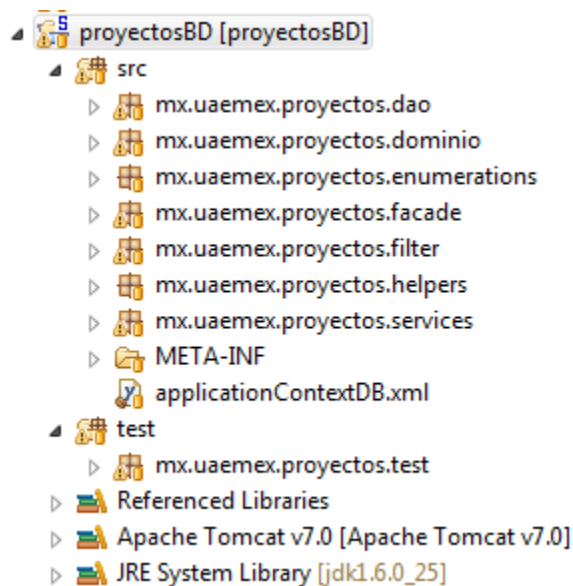 proyectosBD [proyectosBD]
src
mx.uaemex.proyectos.dao
mx.uaemex.proyectos.dominio
mx.uaemex.proyectos.enumerations
mx.uaemex.proyectos.facade
mx.uaemex.proyectos.filter
mx.uaemex.proyectos.helpers
mx.uaemex.proyectos.services
META-INF
applicationContextDB.xml
test
mx.uaemex.proyectos.test
Referenced Libraries
Apache Tomcat v7.0 [Apache Tomcat v7.0]
JRE System Library [jdk1.6.0_25]